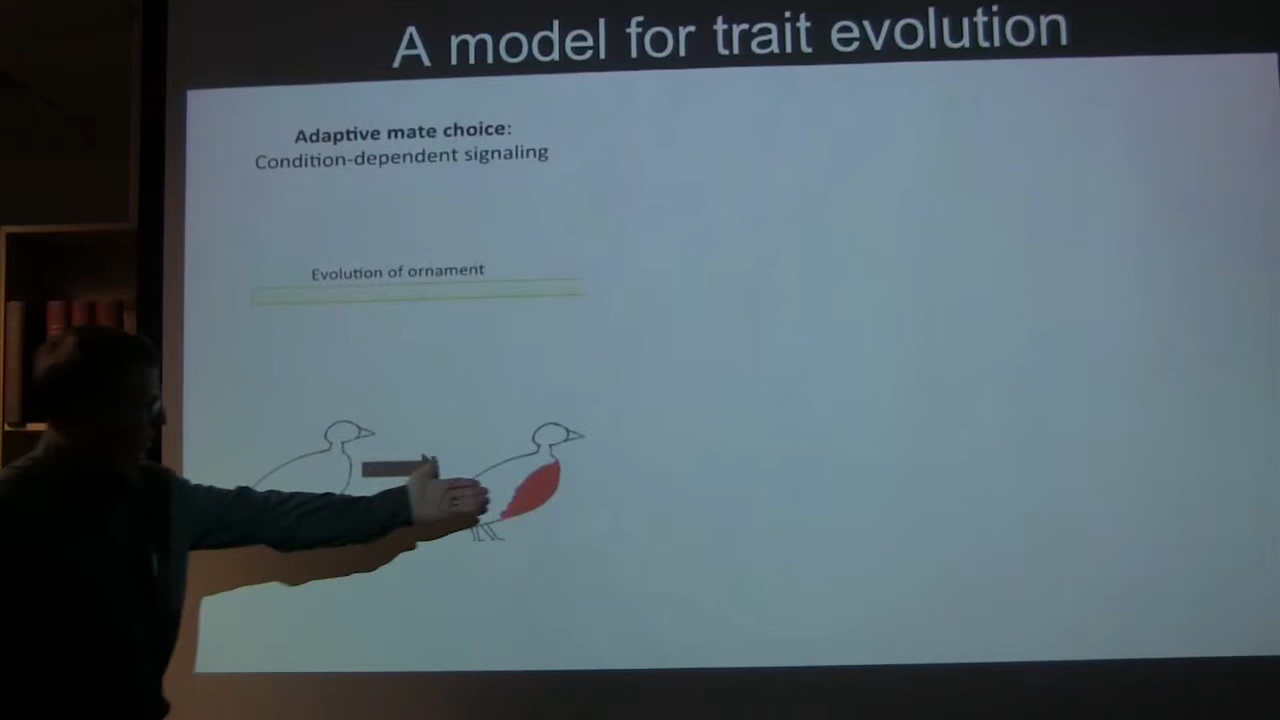 A model for trait evolution
Adaptive mate choice:
Condition-dependent signaling
Evolution of ornament